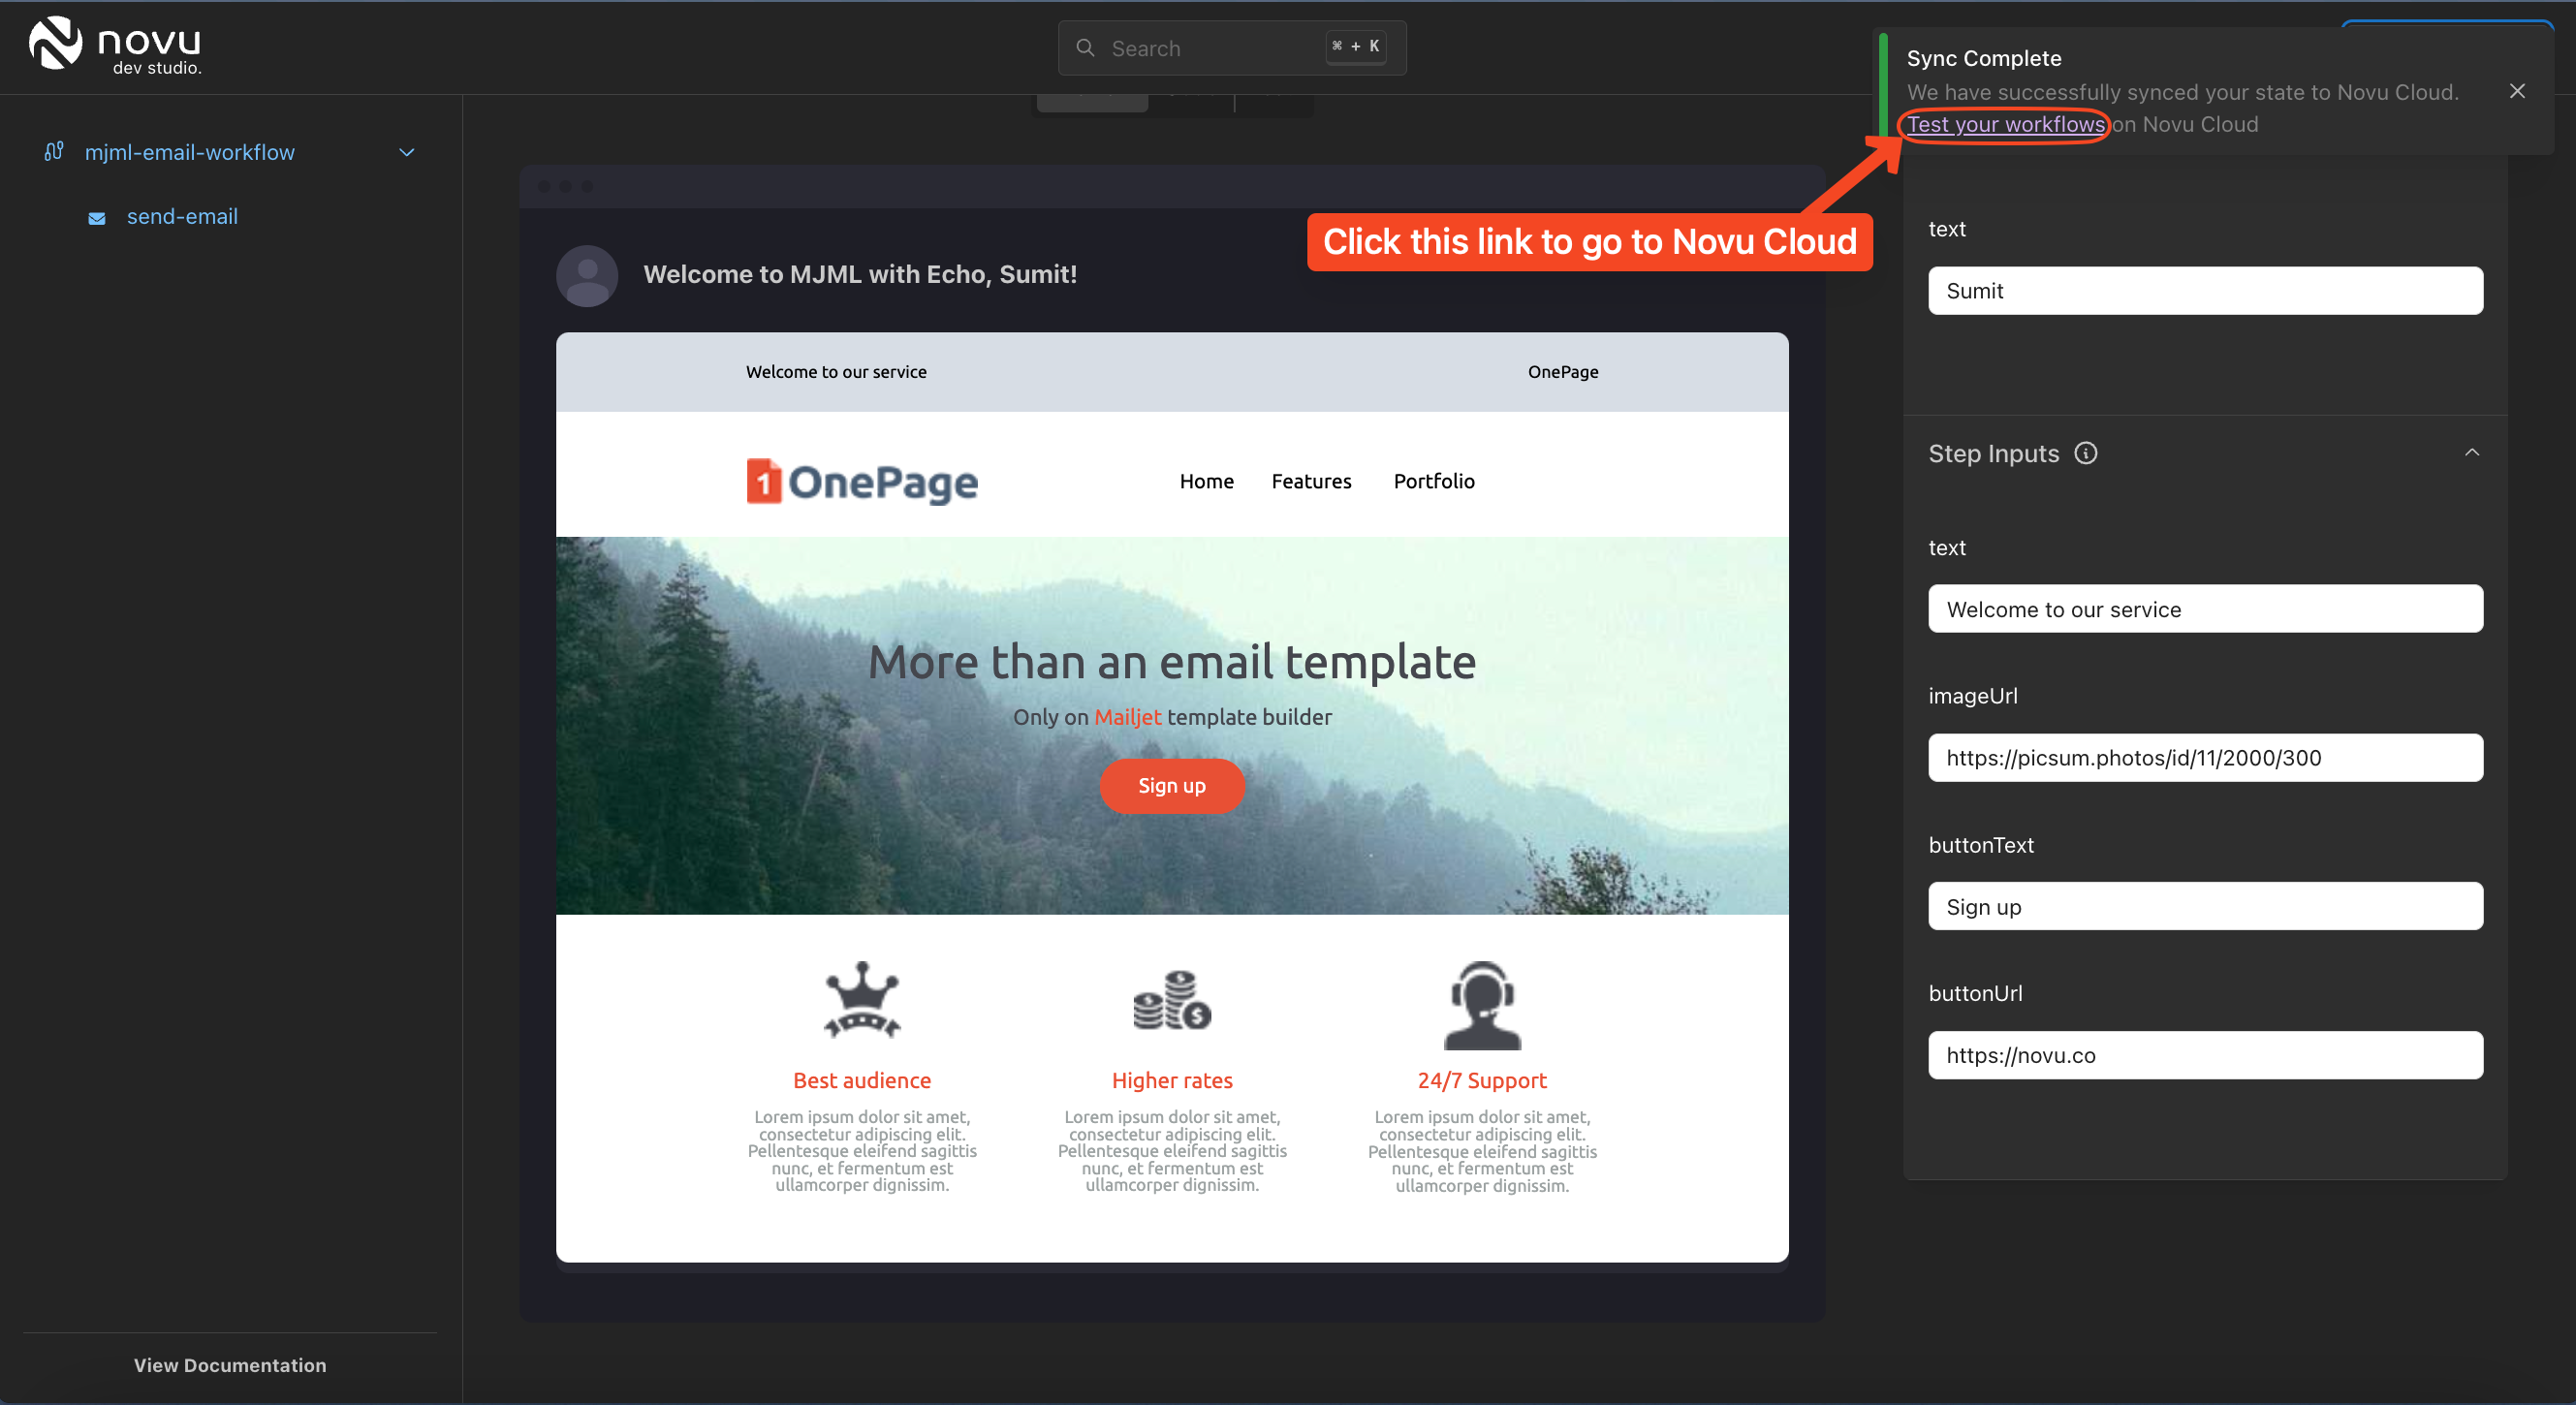 novu
dev studio.
Search
⌘ + K
Sync Complete
We have successfully synced your state to Novu Cloud.
Test your workflows on Novu Cloud
Click this link to go to Novu Cloud
mjml-email-workflow
send-email
View Documentation
Welcome to MJML with Echo, Sumit!
Welcome to our service
OnePage
1 OnePage
Home
Features
Portfolio
More than an email template
Only on Mailjet template builder
Sign up
Best audience
Lorem ipsum dolor sit amet,
consectetur adipiscing elit.
Pellentesque eleifend sagittis
nunc, et fermentum est
ullamcorper dignissim.
Higher rates
Lorem ipsum dolor sit amet,
consectetur adipiscing elit.
Pellentesque eleifend sagittis
nunc, et fermentum est
ullamcorper dignissim.
24/7 Support
Lorem ipsum dolor sit amet,
consectetur adipiscing elit.
Pellentesque eleifend sagittis
nunc, et fermentum est
ullamcorper dignissim.
text
Sumit
Step Inputs
text
Welcome to our service
imageUrl
https://picsum.photos/id/11/2000/300
buttonText
Sign up
buttonUrl
https://novu.co